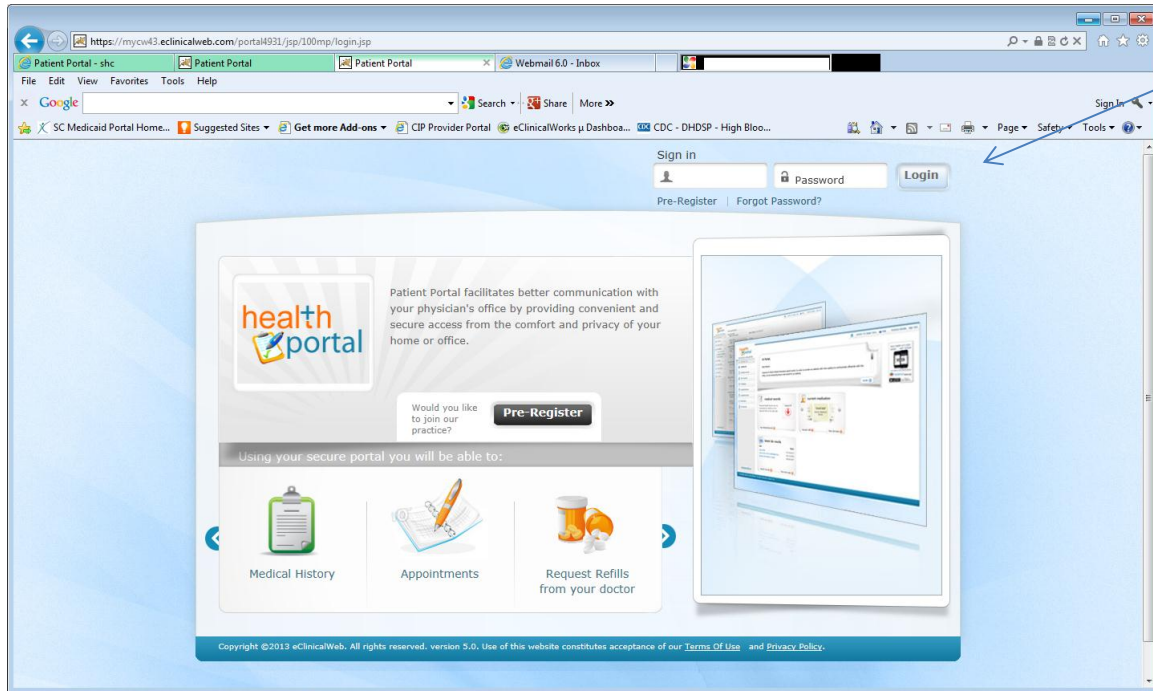 https://mycw43.eclinicalweb.com/portal4931/jsp/100mp/login.jsp
Patient Portal - shc
Patient Portal
Patient Portal
Webmail 6.0 - Inbox
File Edit View Favorites Tools Help
x Google
Search
Share
More »
Sign In
SC Medicaid Portal Home...
Suggested Sites
Get more Add-ons
CIP Provider Portal
eClinicalWorks µ Dashboa...
CDC - DHDSP - High Bloo...
Page
Safety
Tools
Sign in
Password
Login
Pre-Register | Forgot Password?
health
portal
Patient Portal facilitates better communication with
your physician's office by providing convenient and
secure access from the comfort and privacy of your
home or office.
Would you like
to join our
practice?
Pre-Register
Using your secure portal you will be able to:
Medical History
Appointments
Request Refills
from your doctor
Copyright ©2013 eClinicalWeb. All rights reserved. version 5.0. Use of this website constitutes acceptance of our Terms Of Use and Privacy Policy.